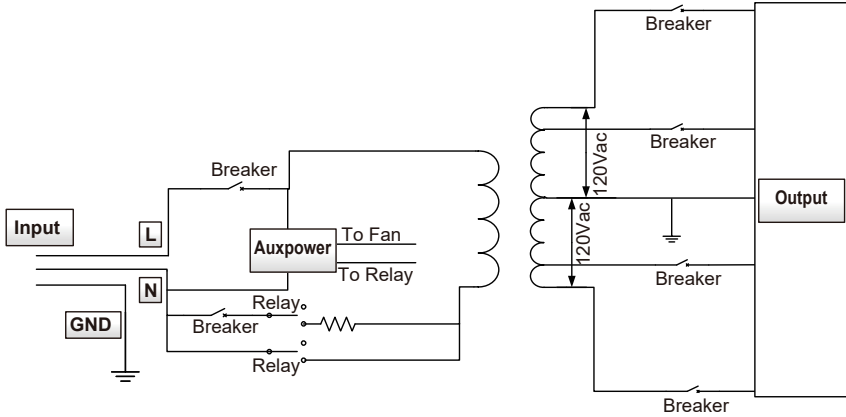 Breaker
Breaker
120Vac
Breaker
Output
Input
L
Auxpower
To Fan
To Relay
120Vac
Breaker
N
Relay
Breaker
GND
Relay
Breaker